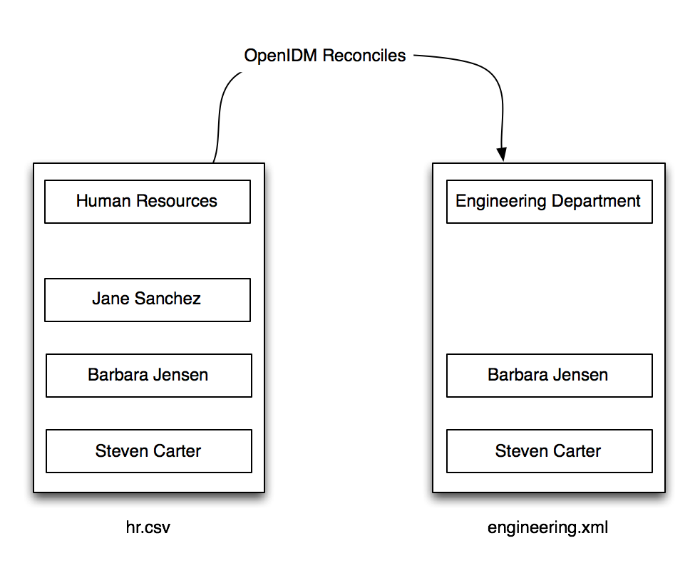 OpenIDM Reconciles
Human Resources
Jane Sanchez
Barbara Jensen
Steven Carter
hr.csv
Engineering Department
Barbara Jensen
Steven Carter
engineering.xml